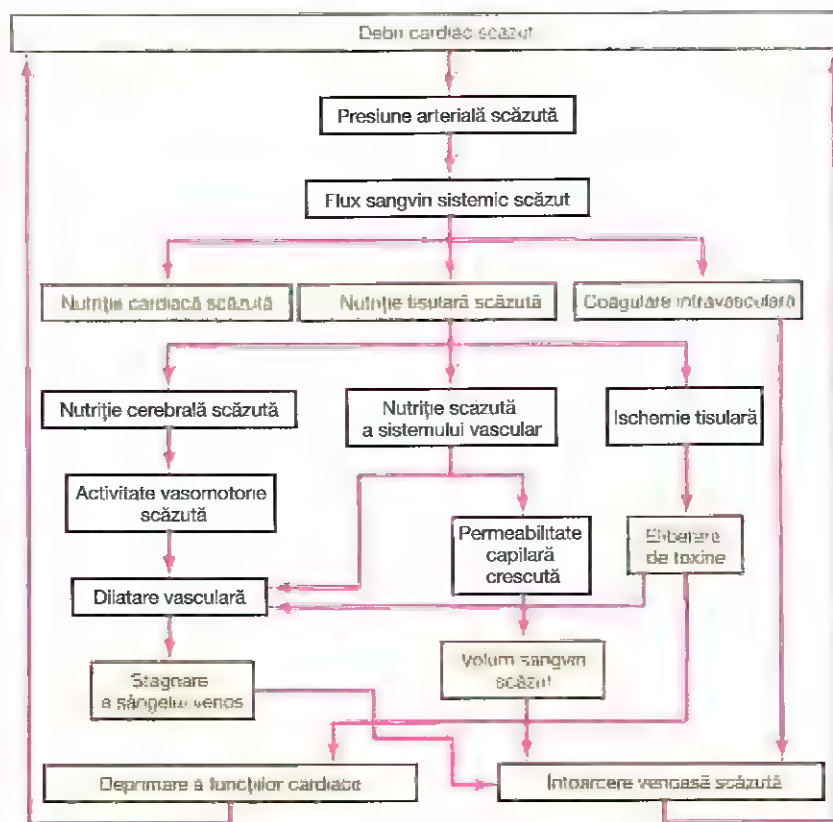 Debit cardiac scăzut
Presiune arterială scăzută
Flux sangvin sistemic scăzut
Nutriție cardiacă scăzută
Nutriție tisulară scăzută
Coagulare intravasculară
Nutriție cerebrală scăzută
Nutriție scăzută
a sistemului vascular
Ischemie tisulară
Activitate vasomotorie
scăzută
Permeabilitate
capilară
crescută
Eliberare
de toxine
Dilatare vasculară
Stagnare
a sângelui venos
Volum sangvin
scăzut
Deprimare a funcțiilor cardiace
Întoarcere venoasă scăzută